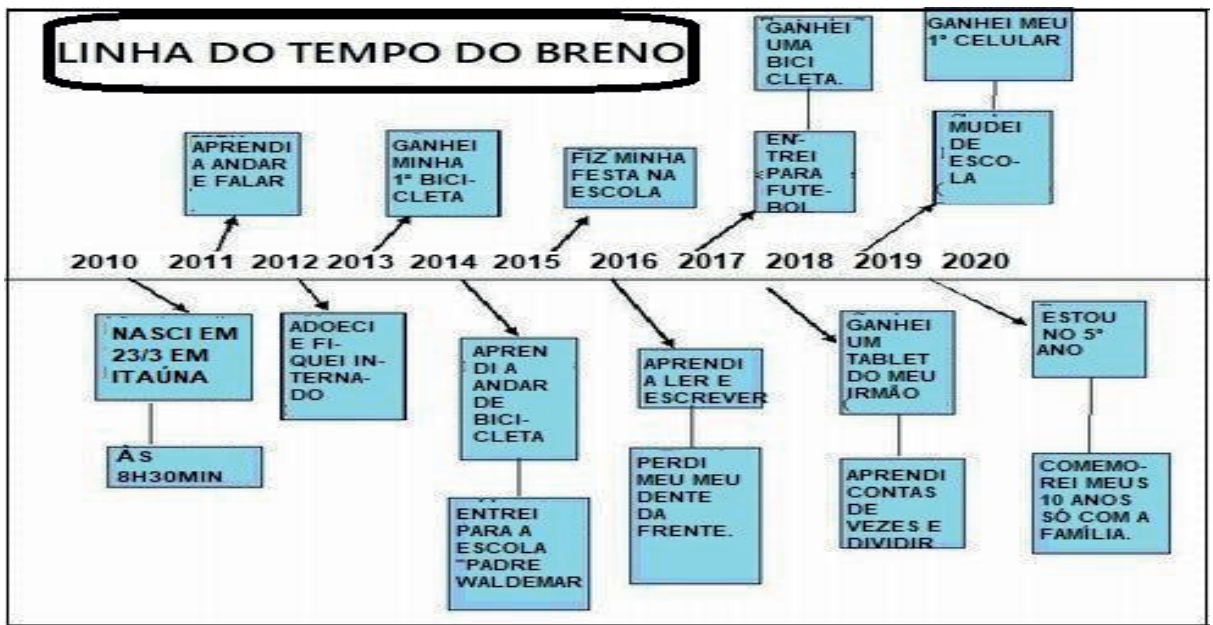 LINHA DO TEMPO DO BRENO
GANHEI
UMA
BICI
CLETA.
GANHEI MEU
1º CELULAR
APRENDI
A ANDAR
E FALAR
GANHEI
MINHA
1ª BICI-
CLETA
FIZ MINHA
FESTA NA
ESCOLA
EN-
TREI
PARA
FUTE-
BOL
MUDEI
DE
ESCO-
LA
2010 2011 2012 2013 2014 2015 2016 2017 2018 2019 2020
NASCI EM
23/3 EM
ITAÚNA
Às
8H30MIN
ADOECI
E FI-
QUEI IN-
TERNA-
DO
APREN
DI A
ANDAR
DE
BICI-
CLETA
ENTREI
PARA A
ESCOLA
"PADRE
WALDEMAR
APRENDI
A LER E
ESCREVER
PERDI
MEU MEU
DENTE
DA
FRENTE.
GANHEI
UM
TABLET
DO MEU
IRMÃO
APRENDI
CONTAS
DE
VEZES E
DIVIDIR
ESTOU
NO 5º
ANO
COMEMO-
REI MEUS
10 ANOS
SÓ COM A
FAMÍLIA.